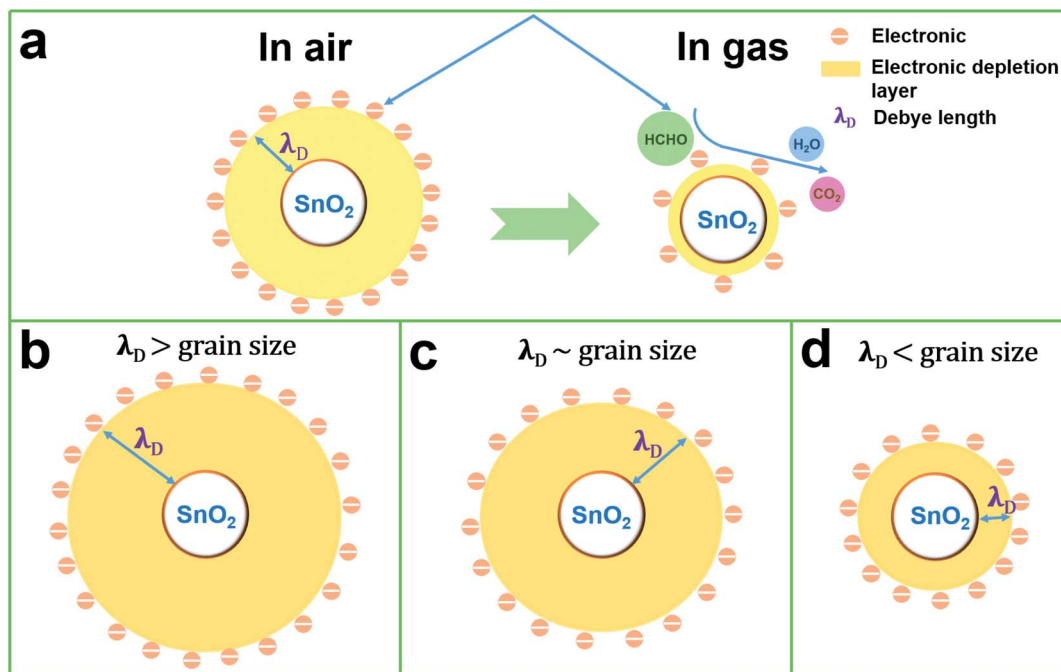 a
In air
In gas
Electronic
Electronic depletion
layer
λD Debye length
λD
SnO2
HCHO
H2O
CO2
SnO2
b
λD > grain size
λD
SnO2
c
λD ~ grain size
λD
SnO2
d
λD < grain size
λD
SnO2